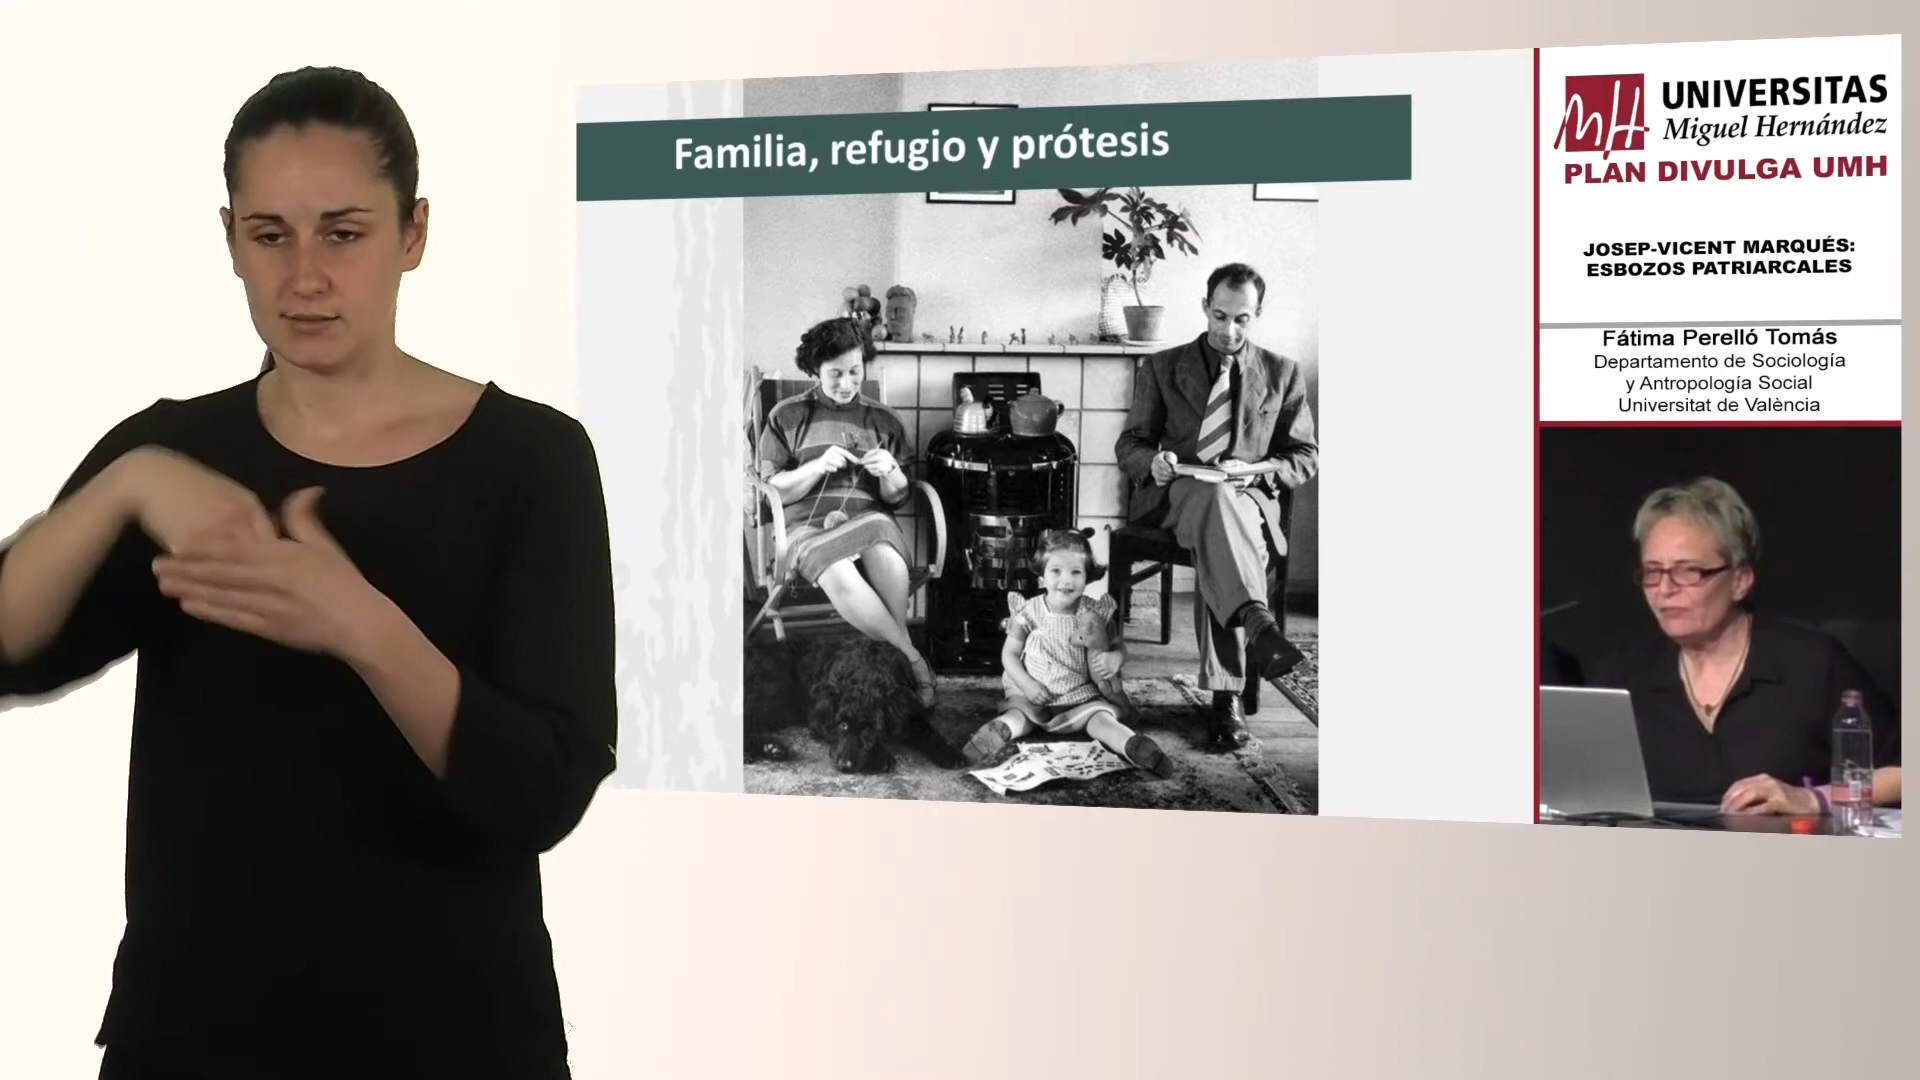 Familia, refugio y prótesis
UNIVERSITAS
Miguel Hernández
PLAN DIVULGA UMH
JOSEP-VICENT MARQUÉS:
ESBOZOS PATRIARCALES
Fátima Perelló Tomás
Departamento de Sociología
y Antropología Social
Universitat de València